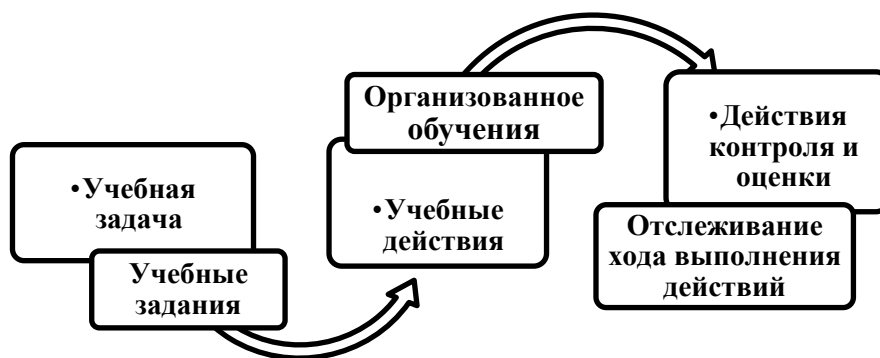 •Учебная
задача
Учебные
задания
Организованное
обучения
•Учебные
действия
•Действия
контроля и
оценки
Отслеживание
хода выполнения
действий